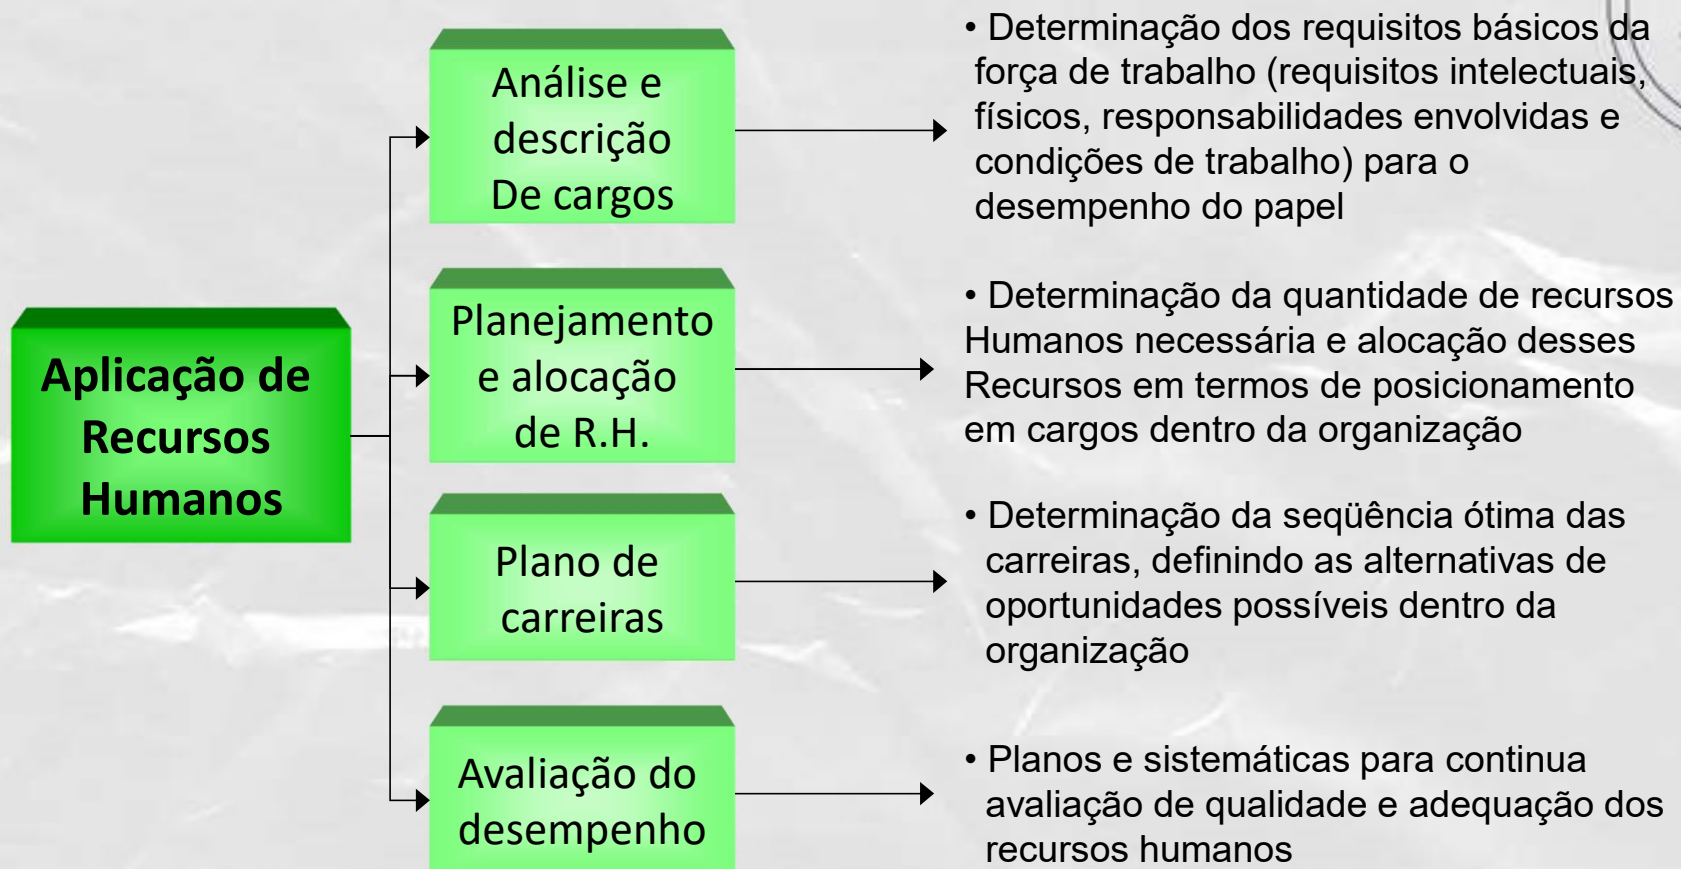 Aplicação de
Recursos
Humanos
Análise e
descrição
De cargos
• Determinação dos requisitos básicos da
força de trabalho (requisitos intelectuais,
físicos, responsabilidades envolvidas e
condições de trabalho) para o
desempenho do papel
Planejamento
e alocação
de R.H.
• Determinação da quantidade de recursos
Humanos necessária e alocação desses
Recursos em termos de posicionamento
em cargos dentro da organização
Plano de
carreiras
• Determinação da seqüência ótima das
carreiras, definindo as alternativas de
oportunidades possíveis dentro da
organização
Avaliação do
desempenho
• Planos e sistemáticas para continua
avaliação de qualidade e adequação dos
recursos humanos